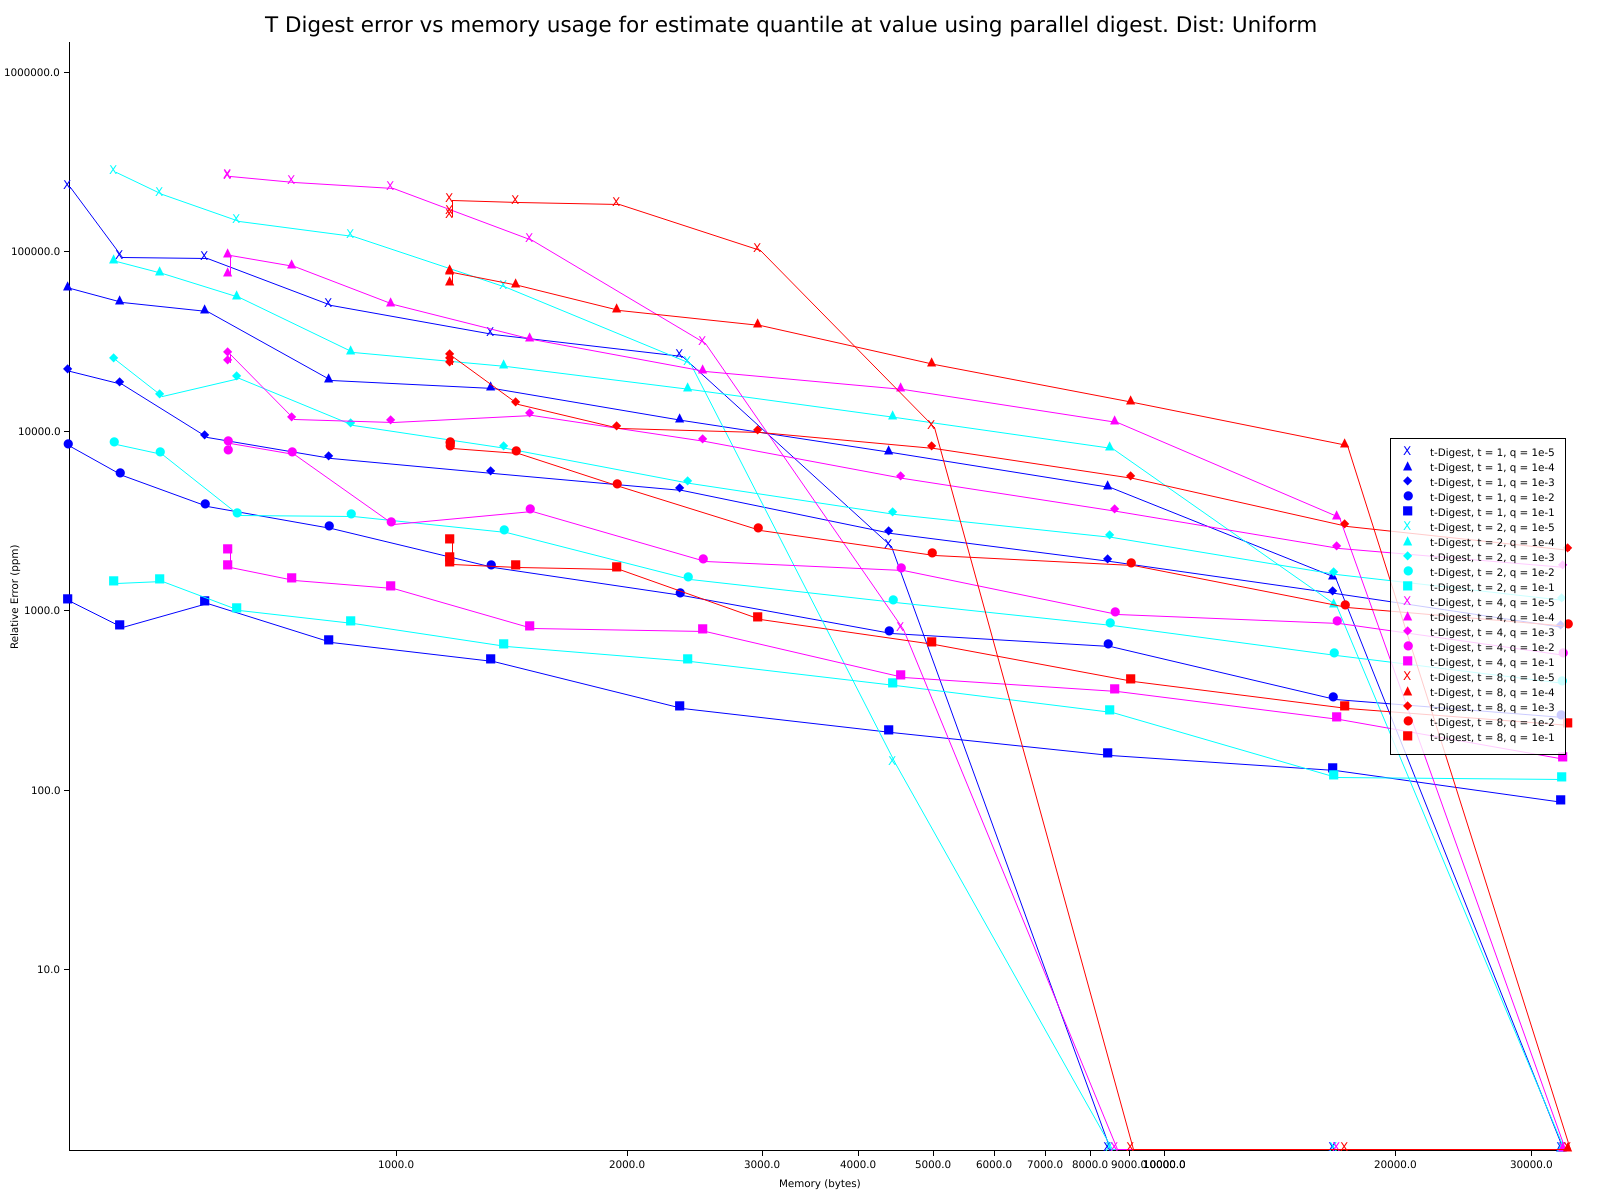 T Digest error vs memory usage for estimate quantile at value using parallel digest. Dist: Uniform
1000000.0
100000.0
10000.0
1000.0
100.0
10.0
Relative Error (ppm)
X t-Digest, t = 1, q = 1e-5
t-Digest, t = 1, q = 1e-4
t-Digest, t = 1, q = 1e-3
t-Digest, t = 1, q = 1e-2
t-Digest, t = 1, q = 1e-1
X t-Digest, t = 2, q = 1e-5
t-Digest, t = 2, q = 1e-4
t-Digest, t = 2, q = 1e-3
t-Digest, t = 2, q = 1e-2
t-Digest, t = 2, q = 1e-1
X t-Digest, t = 4, q = 1e-5
t-Digest, t = 4, q = 1e-4
t-Digest, t = 4, q = 1e-3
t-Digest, t = 4, q = 1e-2
t-Digest, t = 4, q = 1e-1
X t-Digest, t = 8, q = 1e-5
t-Digest, t = 8, q = 1e-4
t-Digest, t = 8, q = 1e-3
t-Digest, t = 8, q = 1e-2
t-Digest, t = 8, q = 1e-1
1000.0 2000.0 3000.0 4000.0 5000.0 6000.0 7000.0 8000.0 9000.0 10000.0 20000.0 30000.0
Memory (bytes)